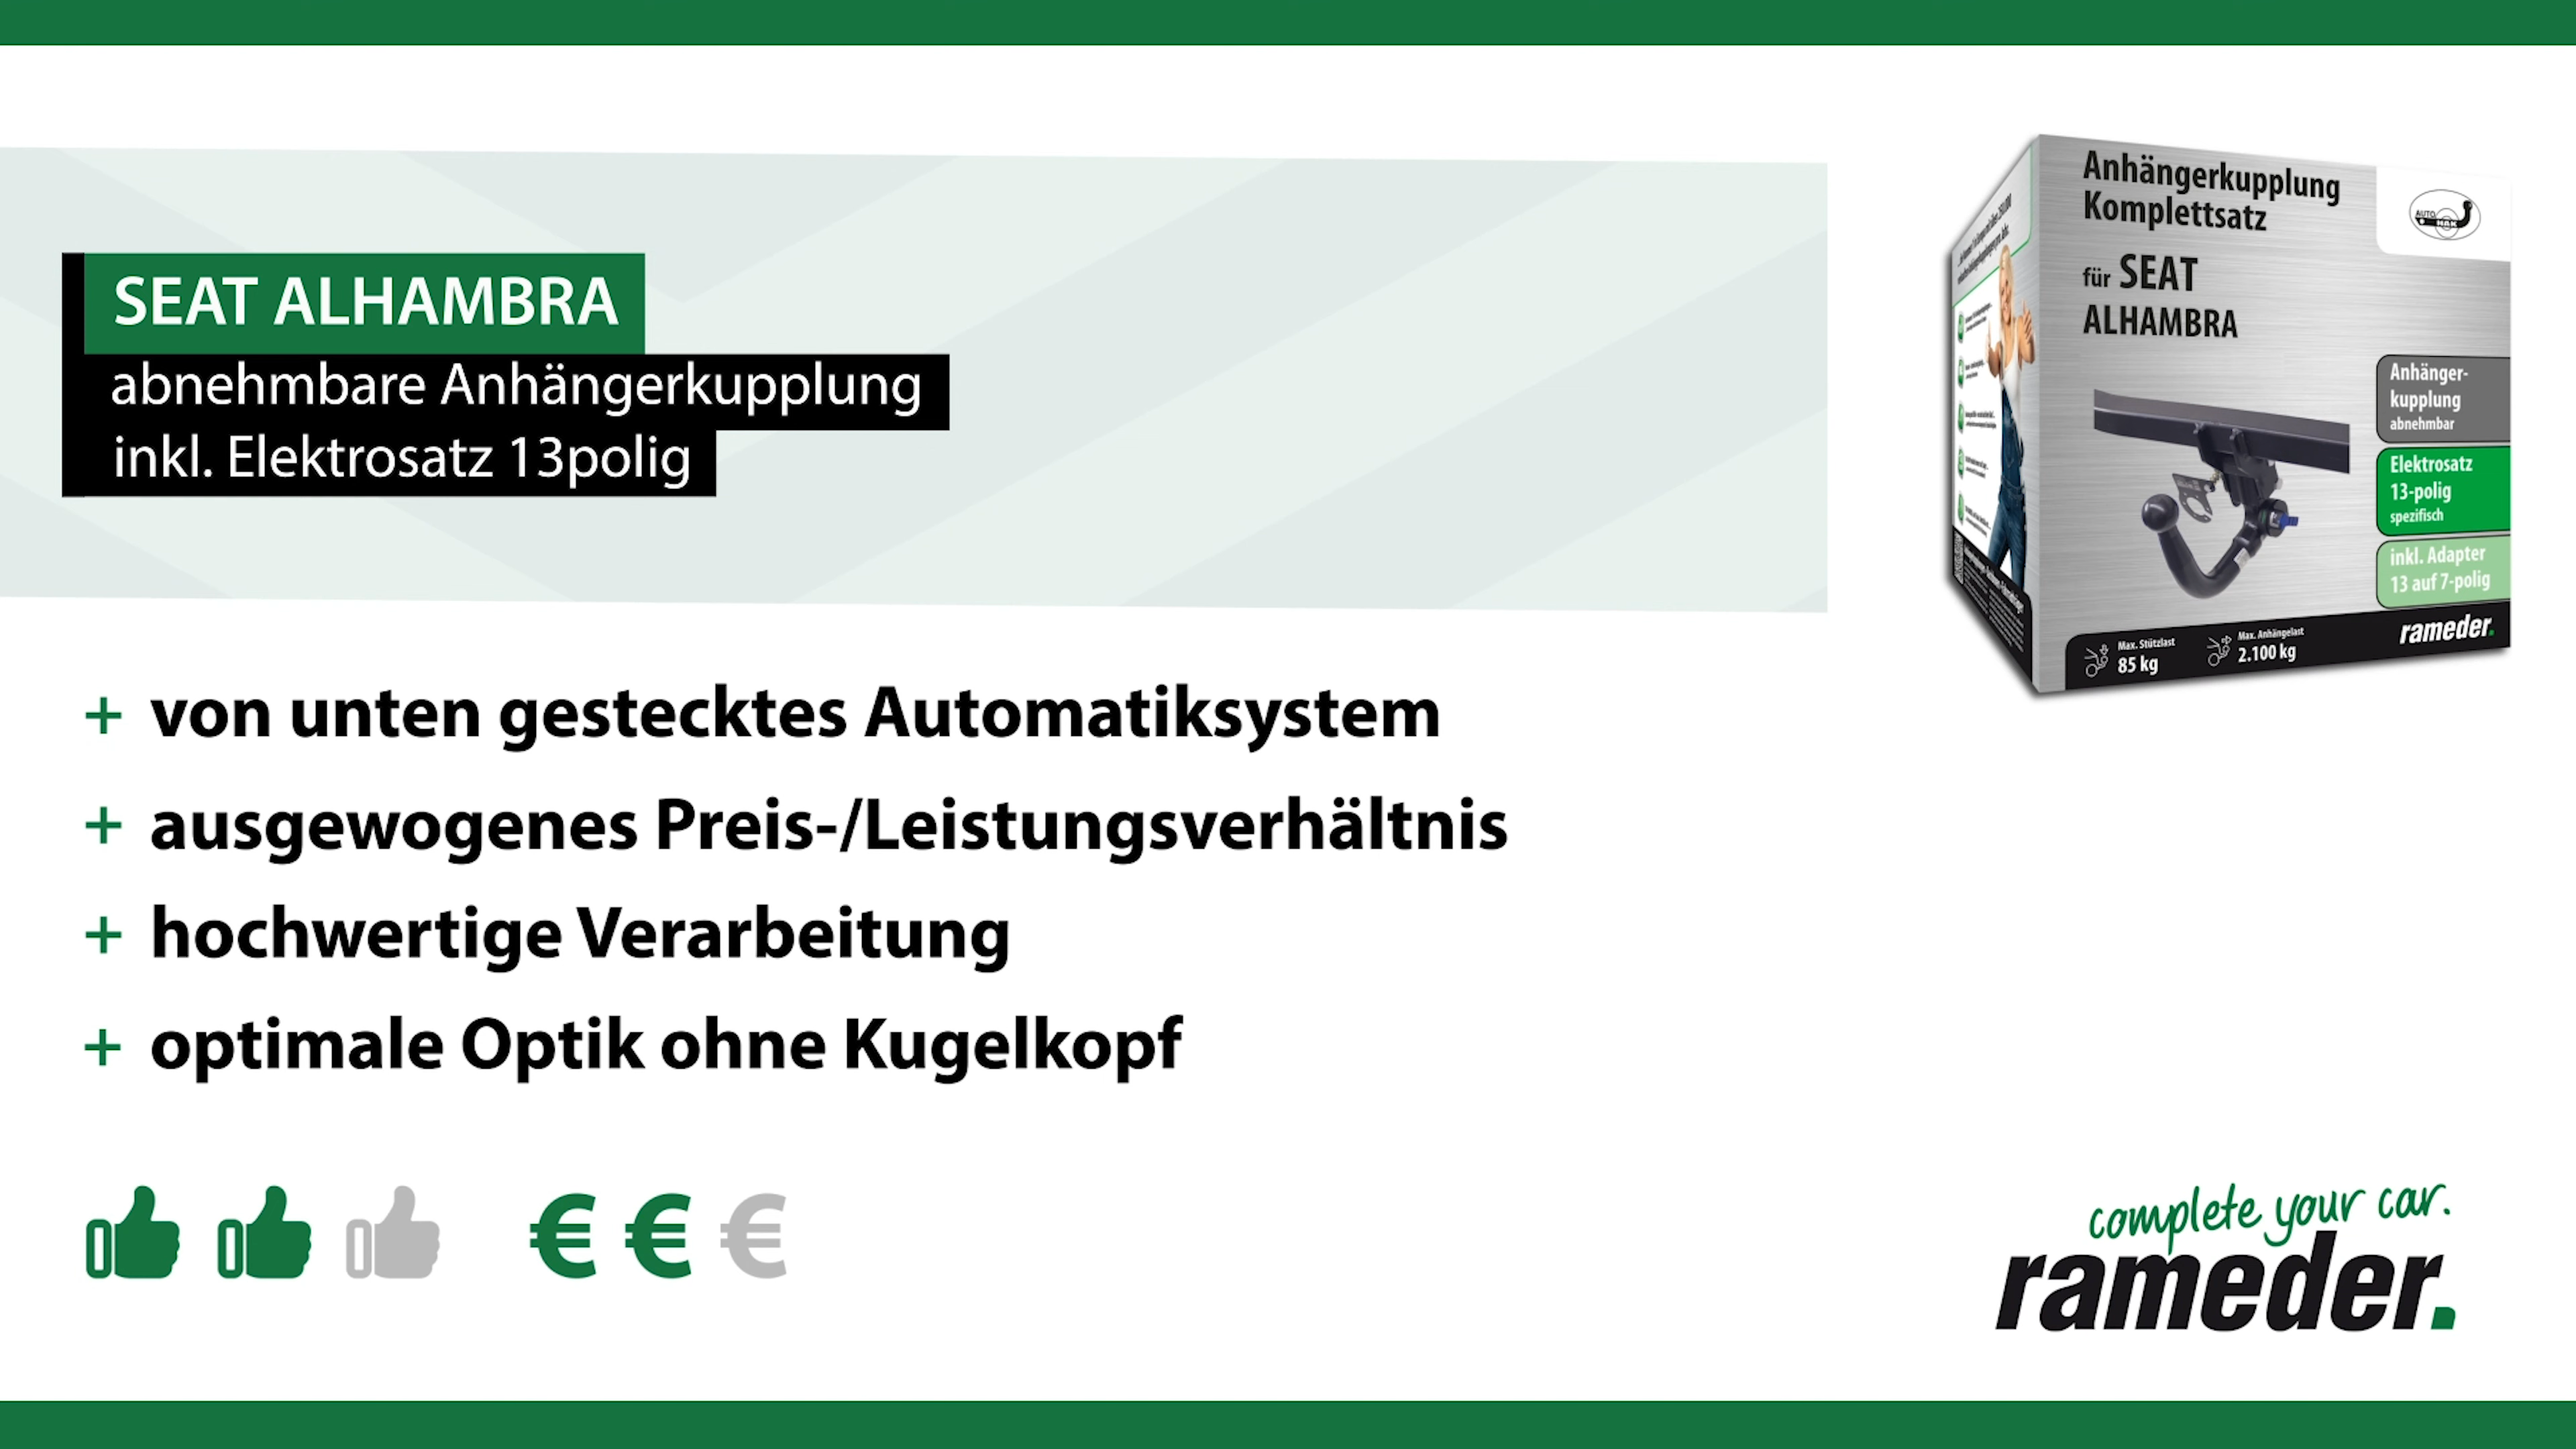 SEAT ALHAMBRA
abnehmbare Anhängerkupplung
inkl. Elektrosatz 13polig
Anhängerkupplung
Komplettsatz
für SEAT
ALHAMBRA
AUTO
HAK
Anhänger-
kupplung
abnehmbar
Elektrosatz
13-polig
spezifisch
inkl. Adapter
13 auf 7-polig
Max. Stützlast
85 kg
Max. Anhängelast
2.100 kg
rameder.
+ von unten gestecktes Automatiksystem
+ ausgewogenes Preis-/Leistungsverhältnis
+ hochwertige Verarbeitung
+ optimale Optik ohne Kugelkopf
€ € €
complete your car.
rameder.